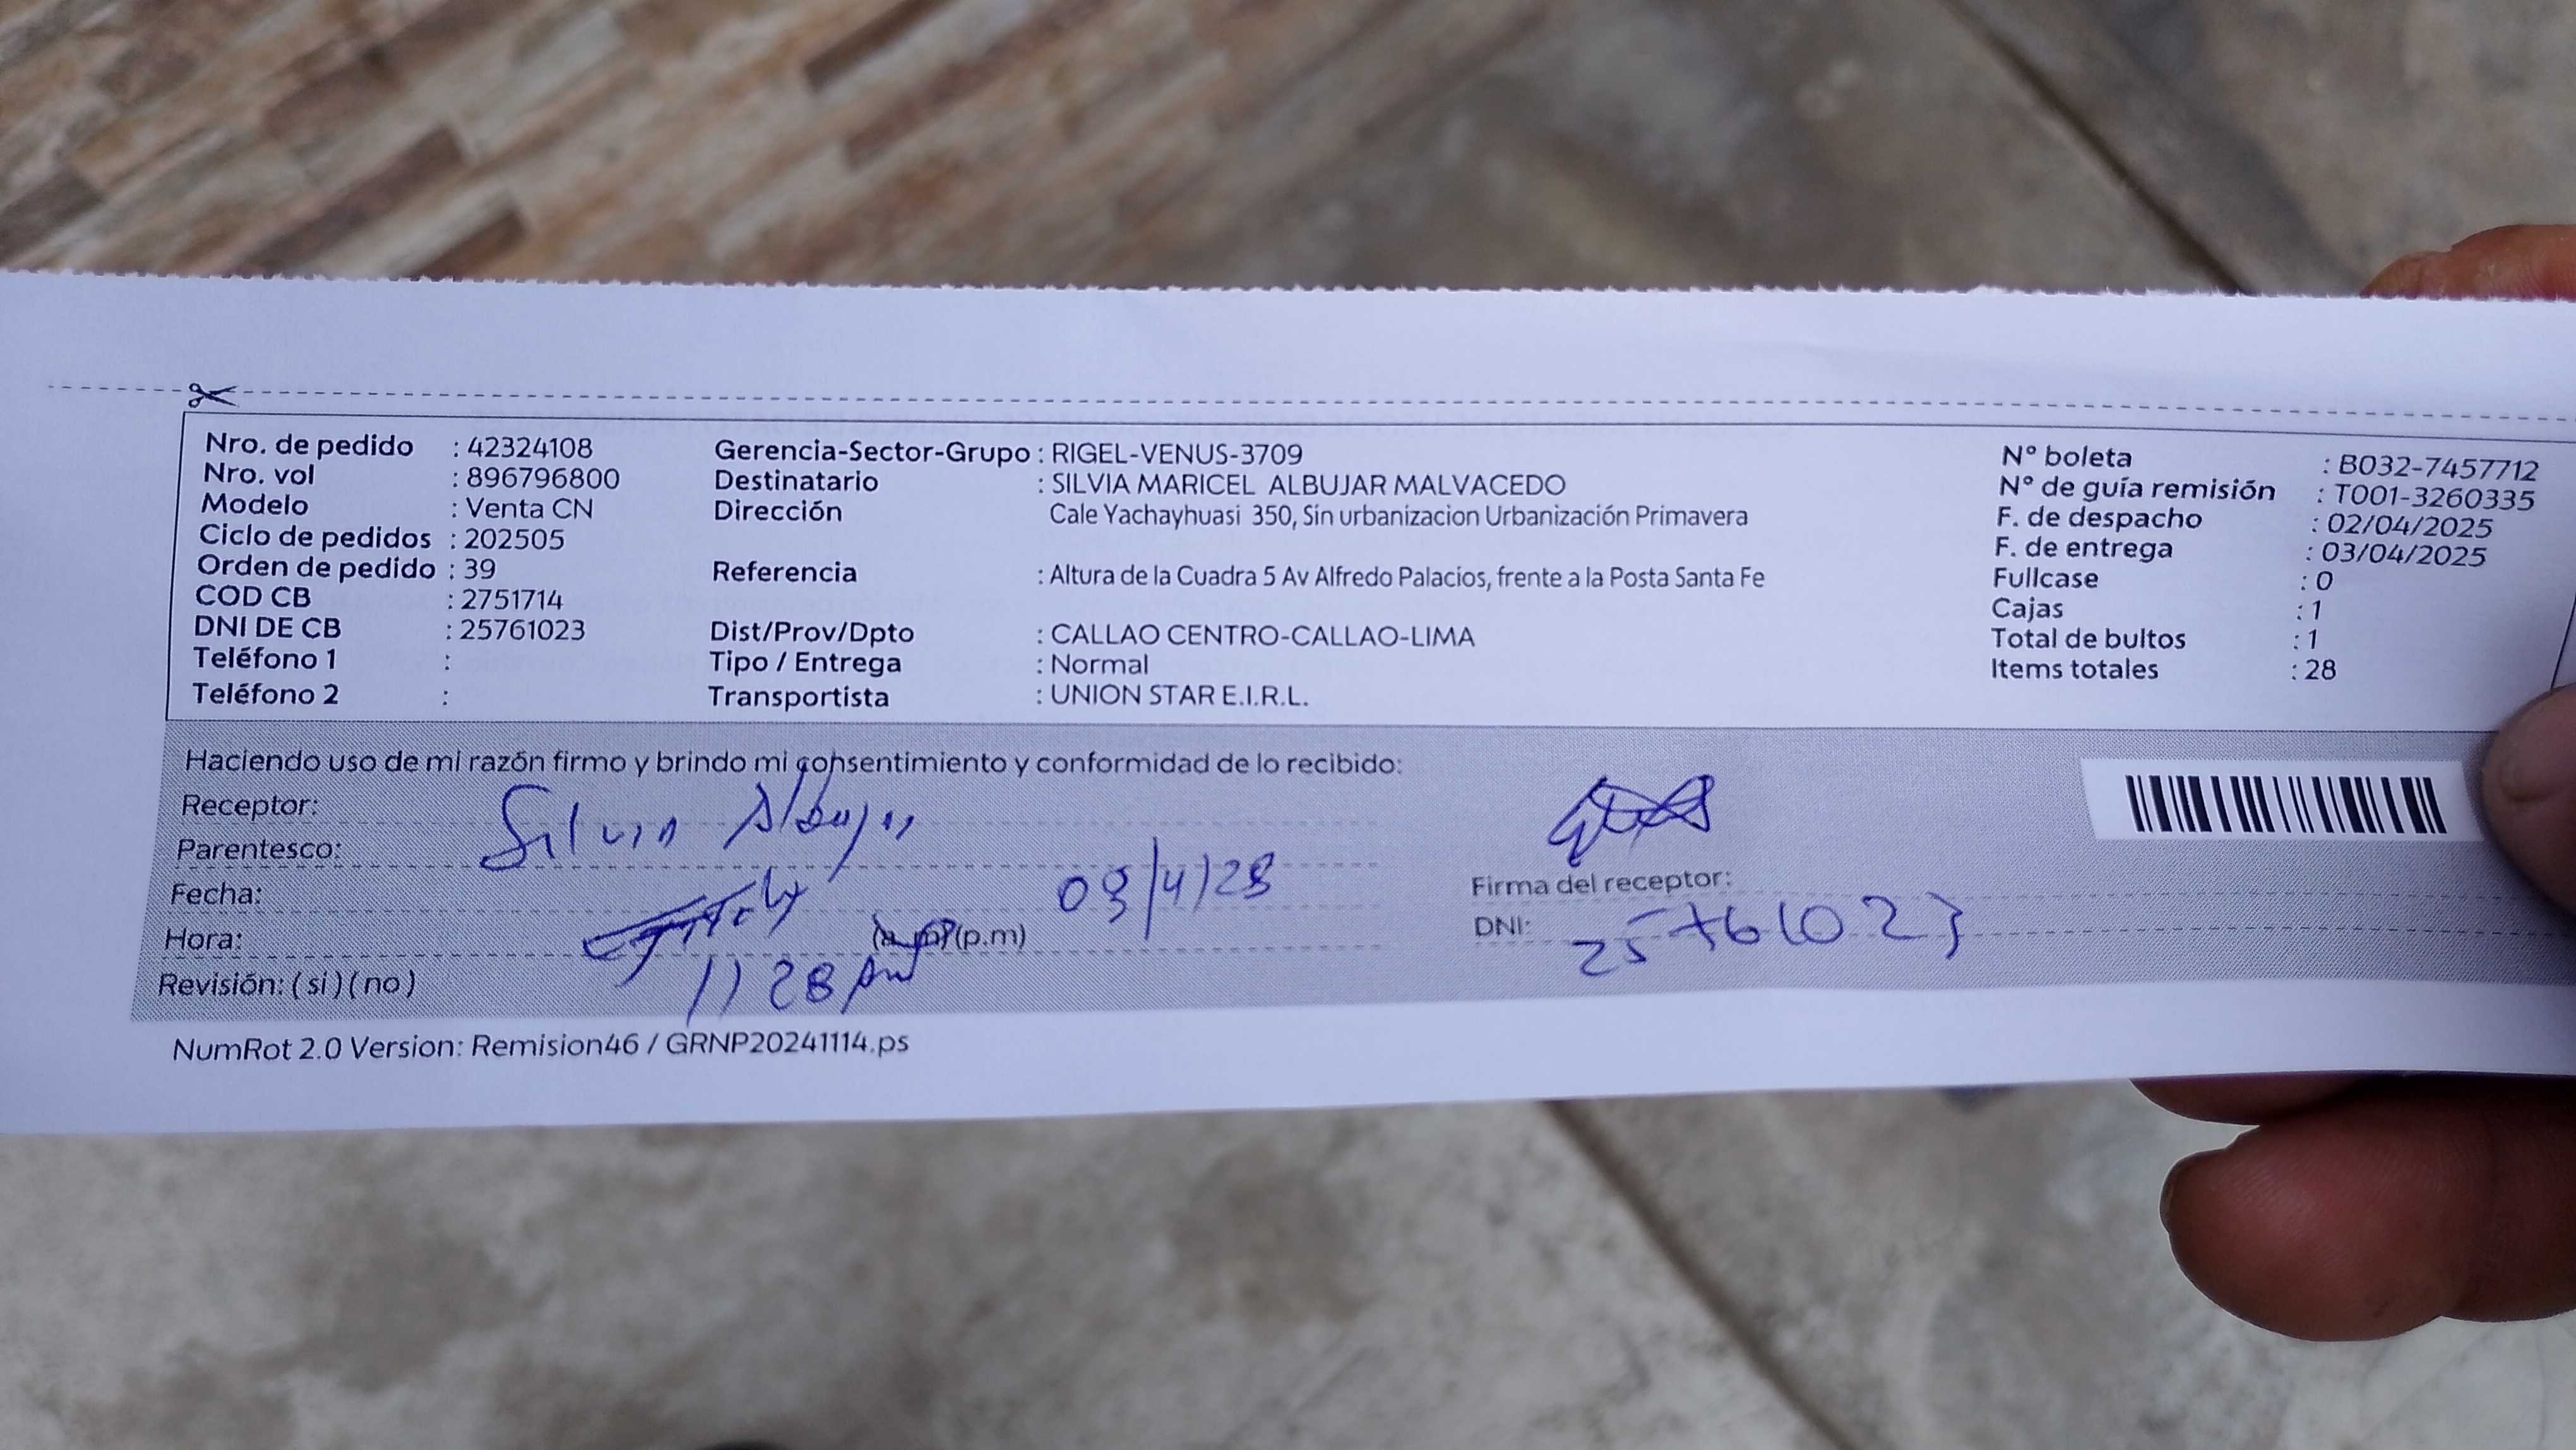 Nro. de pedido : 42324108
Nro. vol : 896796800
Modelo : Venta CN
Ciclo de pedidos : 202505
Orden de pedido : 39
COD CB : 2751714
DNI DE CB : 25761023
Teléfono 1 :
Teléfono 2 :
Gerencia-Sector-Grupo : RIGEL-VENUS-3709
Destinatario : SILVIA MARICEL ALBUJAR MALVACEDO
Dirección Cale Yachayhuasi 350, Sin urbanizacion Urbanización Primavera
Referencia : Altura de la Cuadra 5 Av Alfredo Palacios, frente a la Posta Santa Fe
Dist/Prov/Dpto : CALLAO CENTRO-CALLAO-LIMA
Tipo / Entrega : Normal
Transportista : UNION STAR E.I.R.L.
N° boleta : B032-7457712
N° de guía remisión : T001-3260335
F. de despacho : 02/04/2025
F. de entrega : 03/04/2025
Fullcase : 0
Cajas : 1
Total de bultos : 1
Items totales : 28
Haciendo uso de mi razón firmo y brindo mi consentimiento y conformidad de lo recibido:
Receptor: Silvia
Parentesco:
Fecha:
Hora: (p.m)
1128 am
Revisión: (si) (no)
Firma del receptor:
DNI: 25761023
NumRot 2.0 Version: Remision46 / GRNP20241114.ps